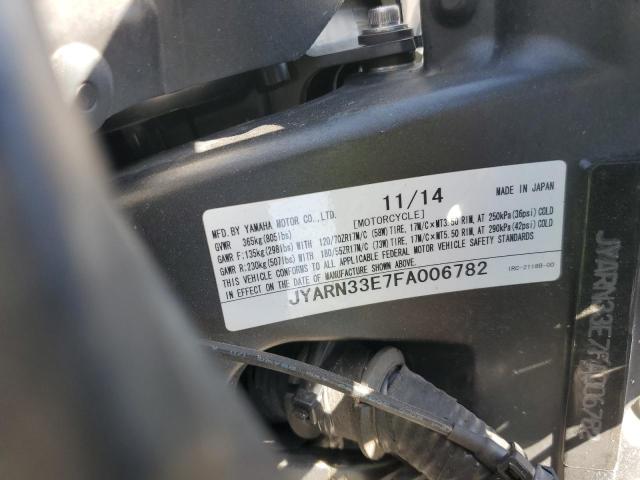 11/14
MADE IN JAPAN
MFD.BY YAMAHA MOTOR CO.,LTD.
[MOTORCYCLE]
GVWR 365kg(805lbs)
GAWR F:135kg(298lbs)WITH 120/70ZR17M/C (58W)TIRE, 17M/C×MT3.50 RIM, AT 250kPa(36psi)COLD
GAWR R:230kg(507lbs)WITH 180/55ZR17M/C (73W)TIRE, 17M/C×MT5.50 RIM, AT 290kPa(42psi)COLD
THIS VEHICLE CONFORMS TO ALL APPLICABLE FEDERAL MOTOR VEHICLE SAFETY STANDARDS
IN EFFECT ON THE DATE OF MANUFACTURE SHOWN ABOVE.
JYARN33E7FA006782
1RC-2118B-00
JYARN33E7FA006782